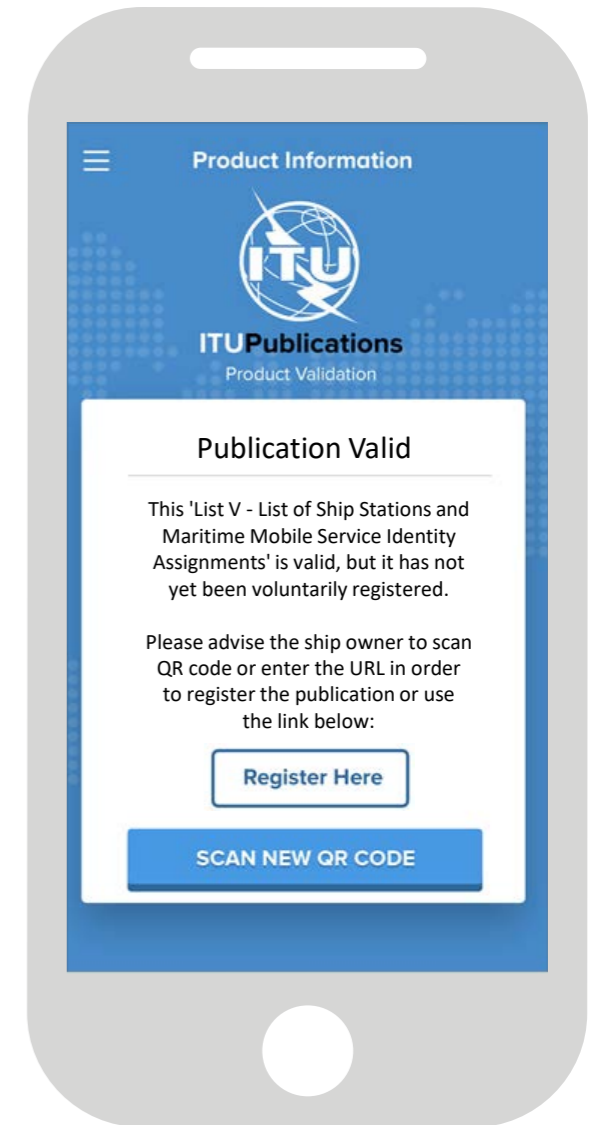 Product Information
ITU
ITUPublications
Product Validation
Publication Valid
This 'List V - List of Ship Stations and
Maritime Mobile Service Identity
Assignments' is valid, but it has not
yet been voluntarily registered.
Please advise the ship owner to scan
QR code or enter the URL in order
to register the publication or use
the link below:
Register Here
SCAN NEW QR CODE